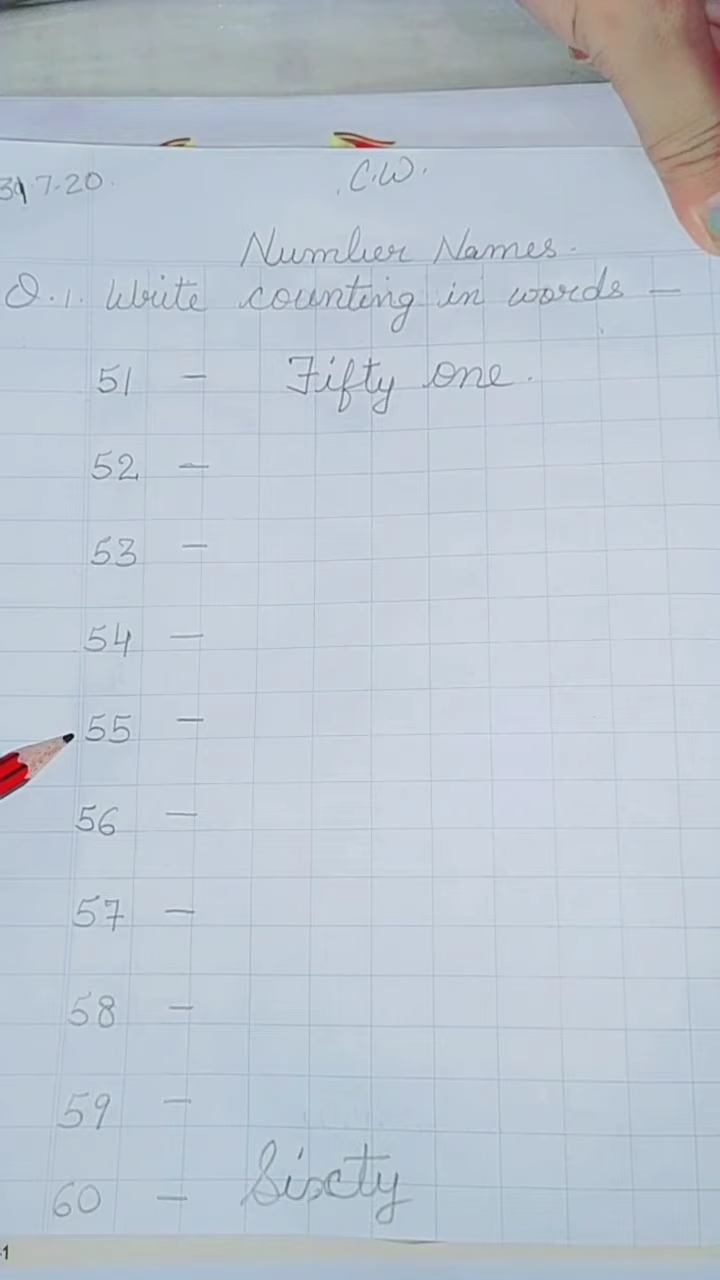 7.20.
C.W.
Number Names.
Q.1. Write counting in words —
51 – Fifty one.
52 –
53 –
54 –
55 –
56 –
57 –
58 –
59 –
60 – Sixty